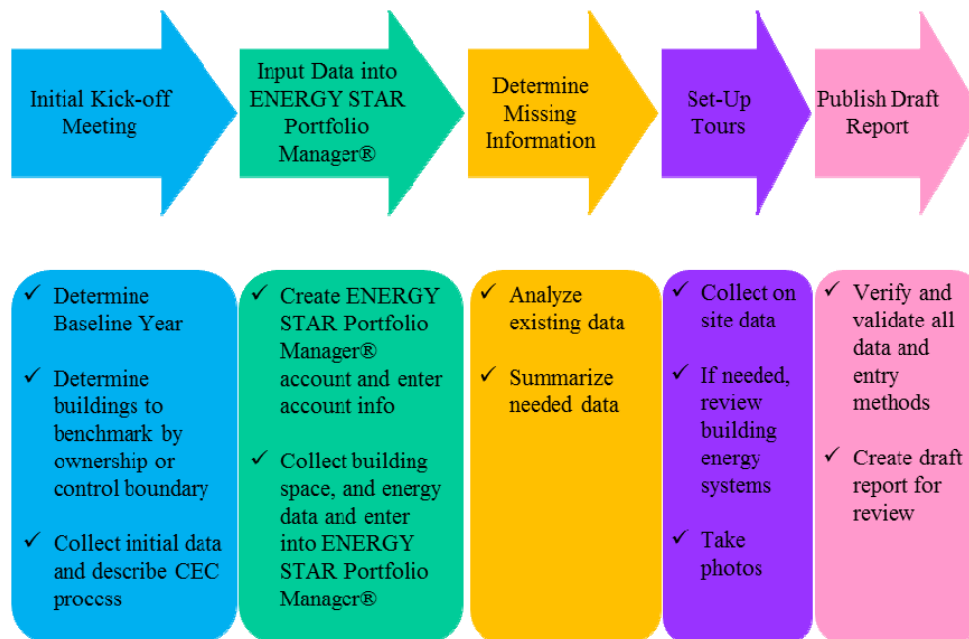 Initial Kick-off
Meeting
Input Data into
ENERGY STAR
Portfolio
Manager®
Determine
Missing
Information
Set-Up
Tours
Publish Draft
Report
✓ Determine
Baseline Year
✓ Determine
buildings to
benchmark by
ownership or
control boundary
✓ Collect initial data
and describe CEC
process
✓ Create ENERGY
STAR Portfolio
Manager®
account and enter
account info
✓ Collect building
space, and energy
data and enter
into ENERGY
STAR Portfolio
Manager®
✓ Analyze
existing data
✓ Summarize
needed data
✓ Collect on
site data
✓ If needed,
review
building
energy
systems
✓ Take
photos
✓ Verify and
validate all
data and
entry
methods
✓ Create draft
report for
review